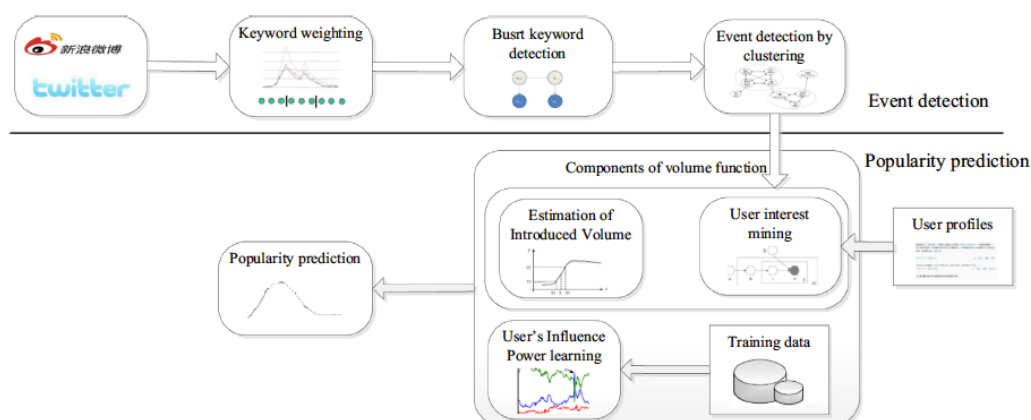 新浪微博
twitter
Keyword weighting
Busrt keyword
detection
Event detection by
clustering
Event detection
Popularity prediction
Components of volume function
Estimation of
Introduced Volume
User interest
mining
User profiles
Popularity prediction
User's Influence
Power learning
Training data